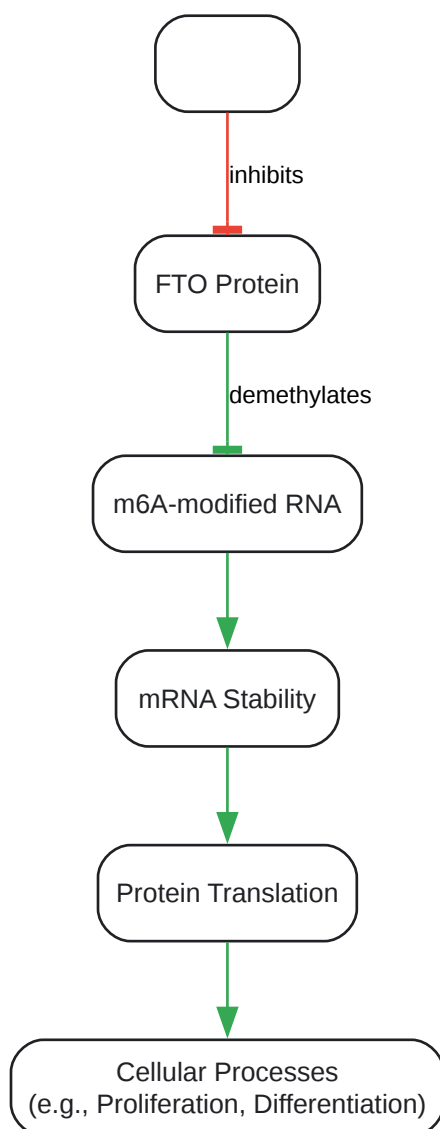 inhibits
FTO Protein
demethylates
m6A-modified RNA
mRNA Stability
Protein Translation
Cellular Processes
(e.g., Proliferation, Differentiation)